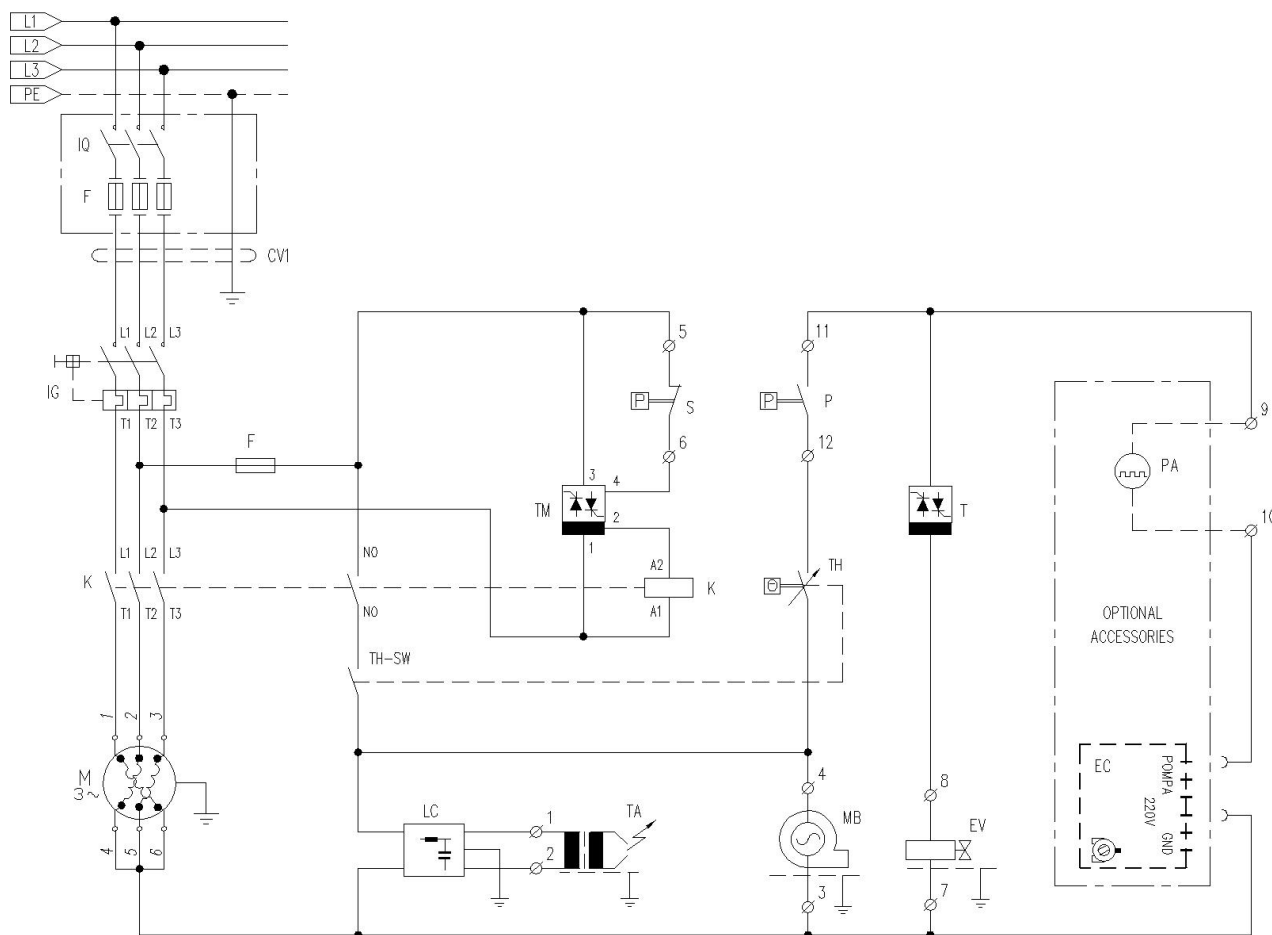 L1
L2
L3
PE
IQ
F
CV1
L1 L2 L3
IG
T1 T2 T3
F
5
P S
6
11
P P
12
9
PA
10
3
4
TM
2
1
T
NO
L1 L2 L3
K
T1 T2 T3
NO
A2
K
A1
TH
θ
OPTIONAL
ACCESSORIES
TH-SW
1 2 3
M
3~
4 5 6
LC
1
2
TA
4
MB
3
8
EV
7
EC
POMPA
220V
GND